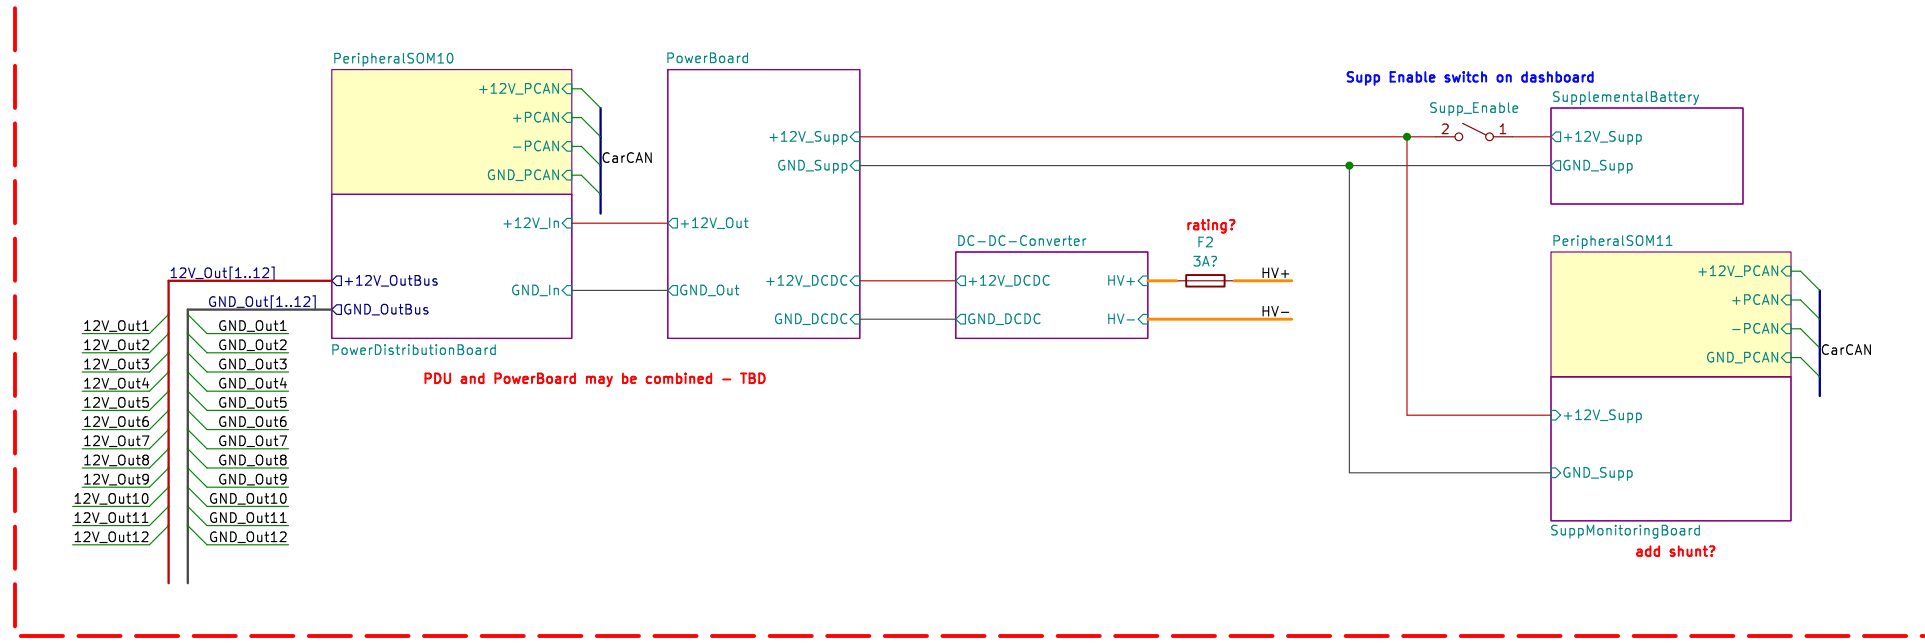 PeripheralSOM10
+12V_PCAN
+PCAN
-PCAN
GND_PCAN
CarCAN
+12V_In
GND_In
12V_Out[1..12]
+12V_OutBus
GND_Out[1..12]
GND_OutBus
PowerDistributionBoard
12V_Out1
12V_Out2
12V_Out3
12V_Out4
12V_Out5
12V_Out6
12V_Out7
12V_Out8
12V_Out9
12V_Out10
12V_Out11
12V_Out12
GND_Out1
GND_Out2
GND_Out3
GND_Out4
GND_Out5
GND_Out6
GND_Out7
GND_Out8
GND_Out9
GND_Out10
GND_Out11
GND_Out12
PDU and PowerBoard may be combined - TBD
PowerBoard
+12V_Supp
GND_Supp
+12V_Out
+12V_DCDC
GND_Out
GND_DCDC
DC-DC-Converter
+12V_DCDC
HV+
GND_DCDC
HV-
rating?
F2
3A?
HV+
HV-
Supp Enable switch on dashboard
Supp_Enable
2
1
SupplementalBattery
+12V_Supp
GND_Supp
PeripheralSOM11
+12V_PCAN
+PCAN
-PCAN
GND_PCAN
CarCAN
+12V_Supp
GND_Supp
SuppMonitoringBoard
add shunt?